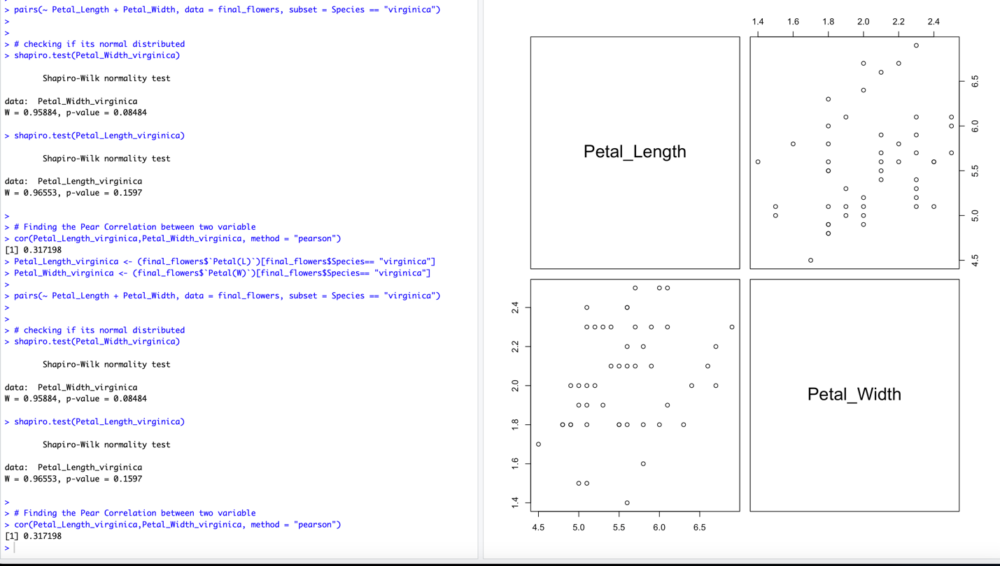 > pairs(~ Petal_Length + Petal_Width, data = final_flowers, subset = Species == "virginica")
>
>
> # checking if its normal distributed
> shapiro.test(Petal_Width_virginica)
Shapiro-Wilk normality test
data:  Petal_Width_virginica
W = 0.95884, p-value = 0.08484
> shapiro.test(Petal_Length_virginica)
Shapiro-Wilk normality test
data:  Petal_Length_virginica
W = 0.96553, p-value = 0.1597
>
> # Finding the Pear Correlation between two variable
> cor(Petal_Length_virginica,Petal_Width_virginica, method = "pearson")
[1] 0.317198
> Petal_Length_virginica <- (final_flowers$`Petal(L)`)[final_flowers$Species== "virginica"]
> Petal_Width_virginica <- (final_flowers$`Petal(W)`)[final_flowers$Species== "virginica"]
>
> pairs(~ Petal_Length + Petal_Width, data = final_flowers, subset = Species == "virginica")
>
>
> # checking if its normal distributed
> shapiro.test(Petal_Width_virginica)
Shapiro-Wilk normality test
data:  Petal_Width_virginica
W = 0.95884, p-value = 0.08484
> shapiro.test(Petal_Length_virginica)
Shapiro-Wilk normality test
data:  Petal_Length_virginica
W = 0.96553, p-value = 0.1597
>
> # Finding the Pear Correlation between two variable
> cor(Petal_Length_virginica,Petal_Width_virginica, method = "pearson")
[1] 0.317198
>
1.4 1.6 1.8 2.0 2.2 2.4
Petal_Length
6.5
6.0
5.5
5.0
4.5
2.4
2.2
2.0
1.8
1.6
1.4
Petal_Width
4.5 5.0 5.5 6.0 6.5